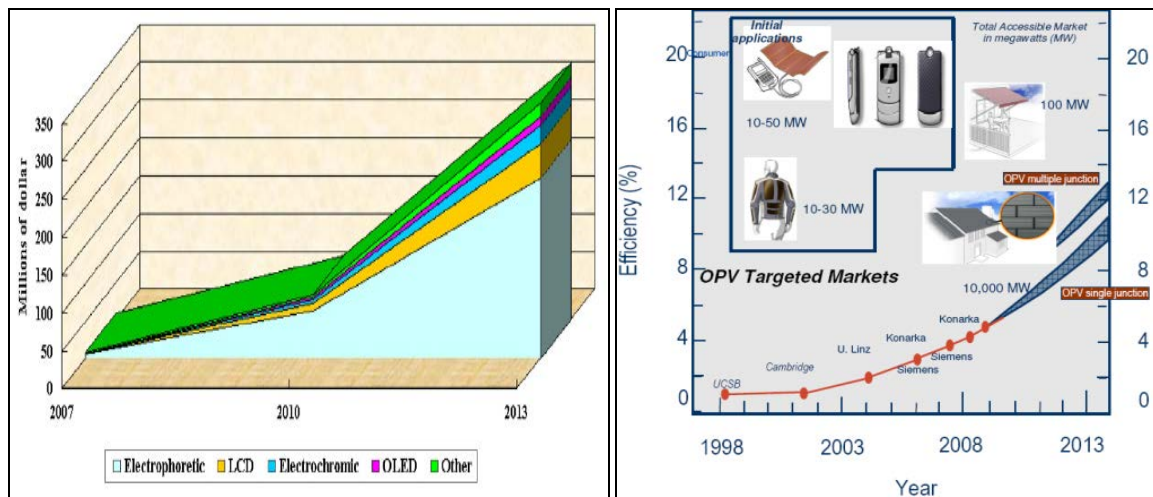 350
300
250
200
150
100
50
0
Millions of dollar
2007 2010 2013
Electrophoretic LCD Electrochromic OLED Other
Initial
applications
Total Accessible Market
in megawatts (MW)
Consumer
20
16
12
8
4
0
Efficiency (%)
20
16
12
8
4
0
10-50 MW
100 MW
OPV multiple junction
10-30 MW
OPV Targeted Markets
10,000 MW
OPV single junction
Konarka
Konarka
U. Linz
Siemens
Siemens
Cambridge
UCSB
1998 2003 2008 2013
Year